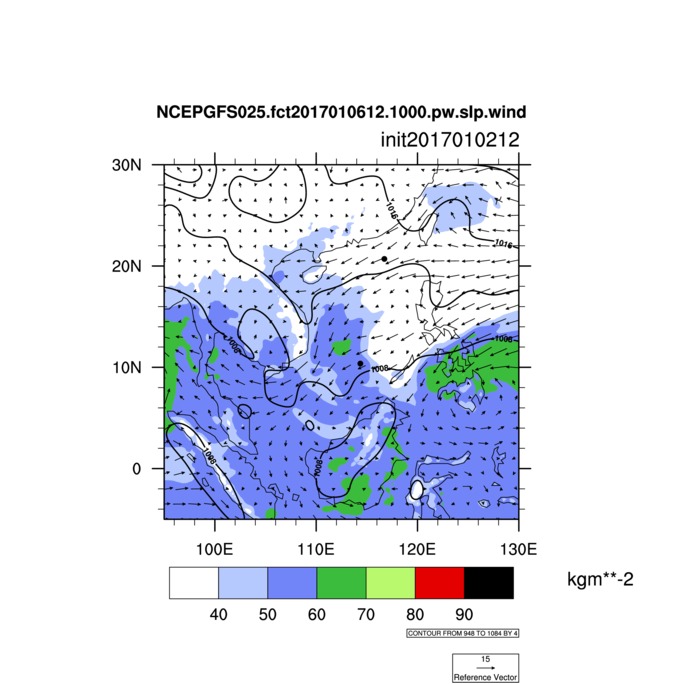 NCEPGFS025.fct2017010612.1000.pw.slp.wind
init2017010212
30N
20N
10N
0
1016
1016
1008
1008
1008
1008
1008
100E
110E
120E
130E
kgm**-2
40
50
60
70
80
90
CONTOUR FROM 948 TO 1084 BY 4
15
Reference Vector